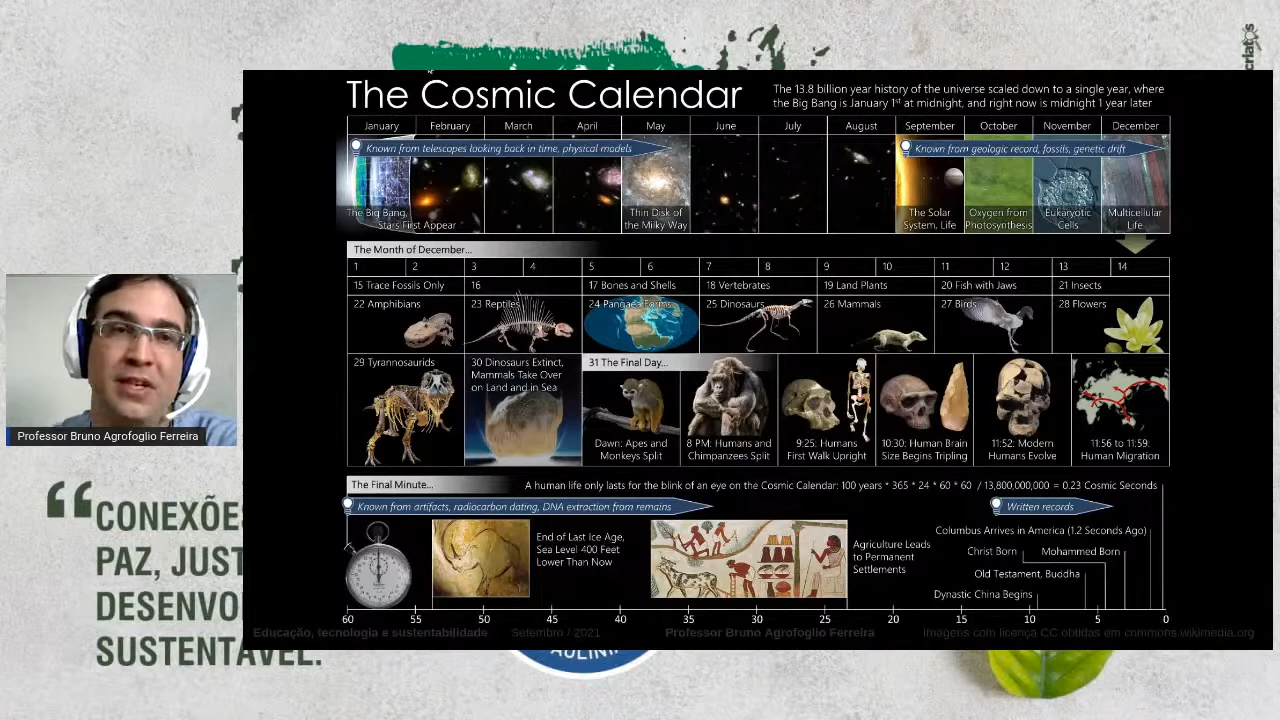 The Cosmic Calendar
The 13.8 billion year history of the universe scaled down to a single year, where
the Big Bang is January 1st at midnight, and right now is midnight 1 year later
January February March April May June July August September October November December
Known from telescopes looking back in time, physical models
Known from geologic record, fossils, genetic drift
The Big Bang,
Stars First Appear
Thin Disk of
the Milky Way
The Solar
System, Life
Oxygen from
Photosynthesis
Eukaryotic
Cells
Multicellular
Life
The Month of December...
1 2 3 4 5 6 7 8 9 10 11 12 13 14
15 Trace Fossils Only
16
17 Bones and Shells
18 Vertebrates
19 Land Plants
20 Fish with Jaws
21 Insects
22 Amphibians
23 Reptiles
24 Pangaea Forms
25 Dinosaurs
26 Mammals
27 Birds
28 Flowers
29 Tyrannosaurids
30 Dinosaurs Extinct,
Mammals Take Over
on Land and in Sea
31 The Final Day...
Dawn: Apes and
Monkeys Split
8 PM: Humans and
Chimpanzees Split
9:25: Humans
First Walk Upright
10:30: Human Brain
Size Begins Tripling
11:52: Modern
Humans Evolve
11:56 to 11:59:
Human Migration
The Final Minute...
A human life only lasts for the blink of an eye on the Cosmic Calendar: 100 years * 365 * 24 * 60 * 60 / 13,800,000,000 = 0.23 Cosmic Seconds
Known from artifacts, radiocarbon dating, DNA extraction from remains
Written records
End of Last Ice Age,
Sea Level 400 Feet
Lower Than Now
Agriculture Leads
to Permanent
Settlements
Columbus Arrives in America (1.2 Seconds Ago)
Christ Born
Mohammed Born
Old Testament, Buddha
Dynastic China Begins
60 55 50 45 40 35 30 25 20 15 10 5 0
Educação, tecnologia e sustentabilidade Setembro / 2021 Professor Bruno Agrofoglio Ferreira Imagens com licença CC obtidas em commons.wikimedia.org
Professor Bruno Agrofoglio Ferreira
“CONEXÕE
PAZ, JUST
DESENVO
SUSTENTÁVEL.